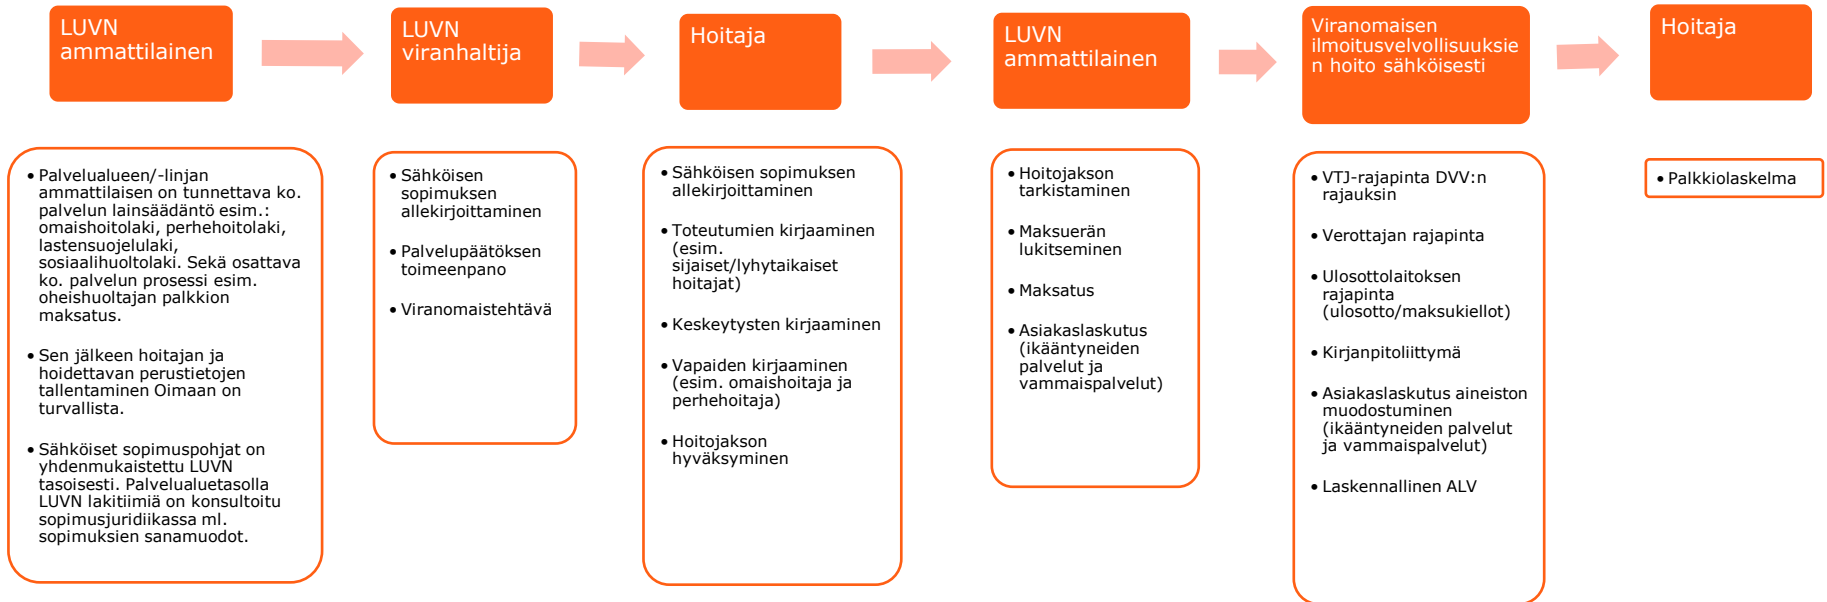 LUVN
ammattilainen
LUVN
viranhaltija
Hoitaja
LUVN
ammattilainen
Viranomaisen
ilmoitusvelvollisuuksie
n hoito sähköisesti
Hoitaja
• Palvelualueen/-linjan
ammattilaisen on tunnettava ko.
palvelun lainsäädäntö esim.:
omaishoitolaki, perhehoitolaki,
lastensuojelulaki,
sosiaalihuoltolaki. Sekä osattava
ko. palvelun prosessi esim.
oheishuoltajan palkkion
maksatus.
• Sen jälkeen hoitajan ja
hoidettavan perustietojen
tallentaminen Oimaan on
turvallista.
• Sähköiset sopimuspohjat on
yhdenmukaistettu LUVN
tasoisesti. Palvelualuetasolla
LUVN lakitiimiä on konsultoitu
sopimusjuridiikassa ml.
sopimuksien sanamuodot.
• Sähköisen
sopimuksen
allekirjoittaminen
• Palvelupäätöksen
toimeenpano
• Viranomaistehtävä
• Sähköisen sopimuksen
allekirjoittaminen
• Toteutumien kirjaaminen
(esim.
sijaiset/lyhytaikaiset
hoitajat)
• Keskeytysten kirjaaminen
• Vapaiden kirjaaminen
(esim. omaishoitaja ja
perhehoitaja)
• Hoitojakson
hyväksyminen
• Hoitojakson
tarkistaminen
• Maksuerän
lukitseminen
• Maksatus
• Asiakaslaskutus
(ikääntyneiden
palvelut ja
vammaispalvelut)
• VTJ-rajapinta DVV:n
rajauksin
• Verottajan rajapinta
• Ulosottolaitoksen
rajapinta
(ulosotto/maksukiellot)
• Kirjanpitoliittymä
• Asiakaslaskutus aineiston
muodostuminen
(ikääntyneiden palvelut
ja vammaispalvelut)
• Laskennallinen ALV
• Palkkiolaskelma